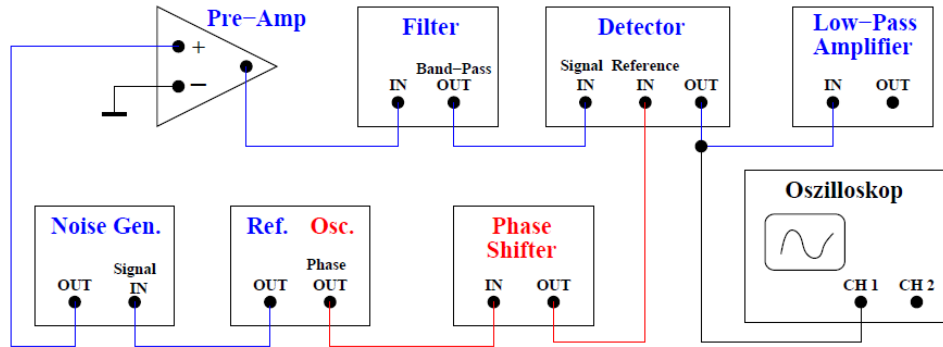 Pre−Amp
+
−
Filter
Band−Pass
IN OUT
Detector
Signal Reference
IN IN OUT
Low−Pass
Amplifier
IN OUT
Noise Gen.
Signal
OUT IN
Ref. Osc.
Phase
OUT OUT
Phase
Shifter
IN OUT
Oszilloskop
CH 1 CH 2